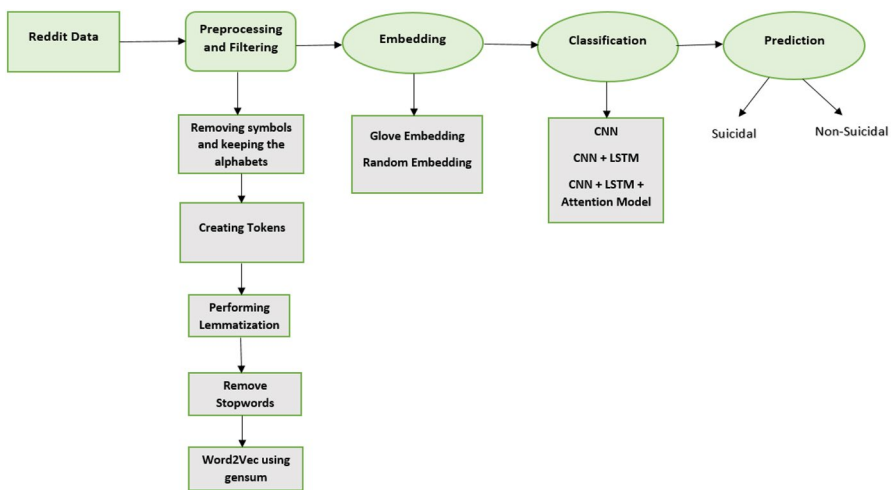 Reddit Data
Preprocessing
and Filtering
Embedding
Classification
Prediction
Removing symbols
and keeping the
alphabets
Creating Tokens
Performing
Lemmatization
Remove
Stopwords
Word2Vec using
gensum
Glove Embedding
Random Embedding
CNN
CNN + LSTM
CNN + LSTM +
Attention Model
Suicidal
Non-Suicidal